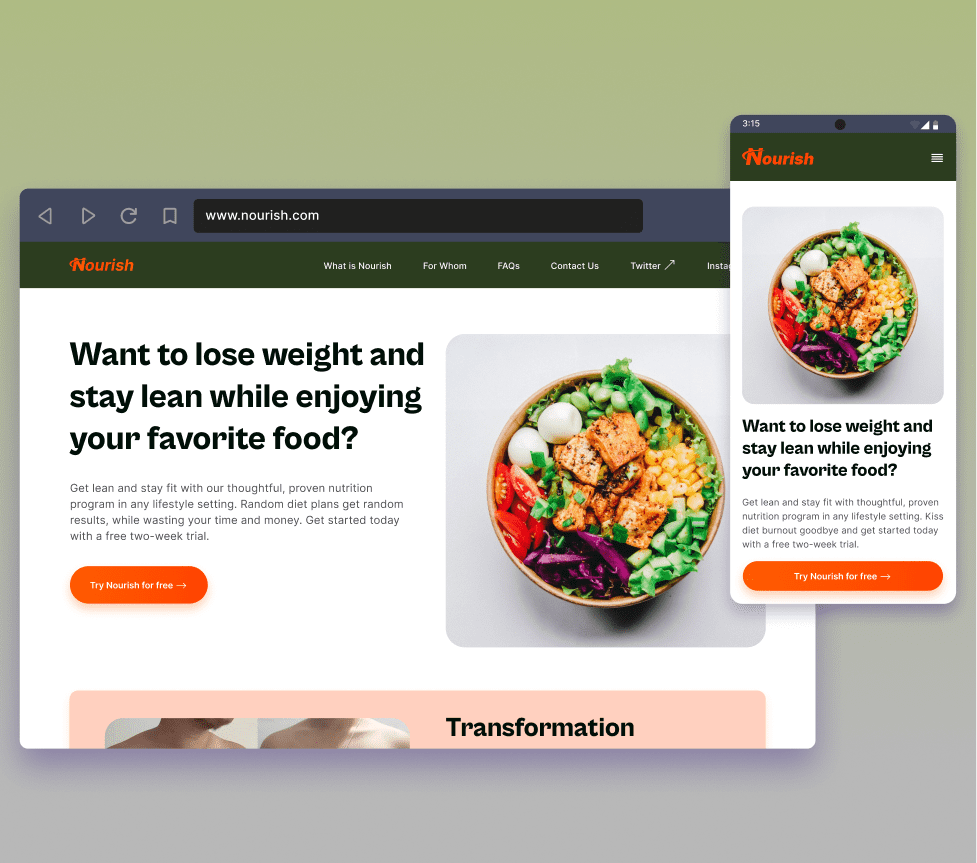 www.nourish.com
Nourish
What is Nourish
For Whom
FAQs
Contact Us
Twitter
Want to lose weight and
stay lean while enjoying
your favorite food?
Get lean and stay fit with our thoughtful, proven nutrition
program in any lifestyle setting. Random diet plans get random
results, while wasting your time and money. Get started today
with a free two-week trial.
Try Nourish for free →
Transformation
3:15
Nourish
Want to lose weight and
stay lean while enjoying
your favorite food?
Get lean and stay fit with thoughtful, proven
nutrition program in any lifestyle setting. Kiss
diet burnout goodbye and get started today
with a free two-week trial.
Try Nourish for free →